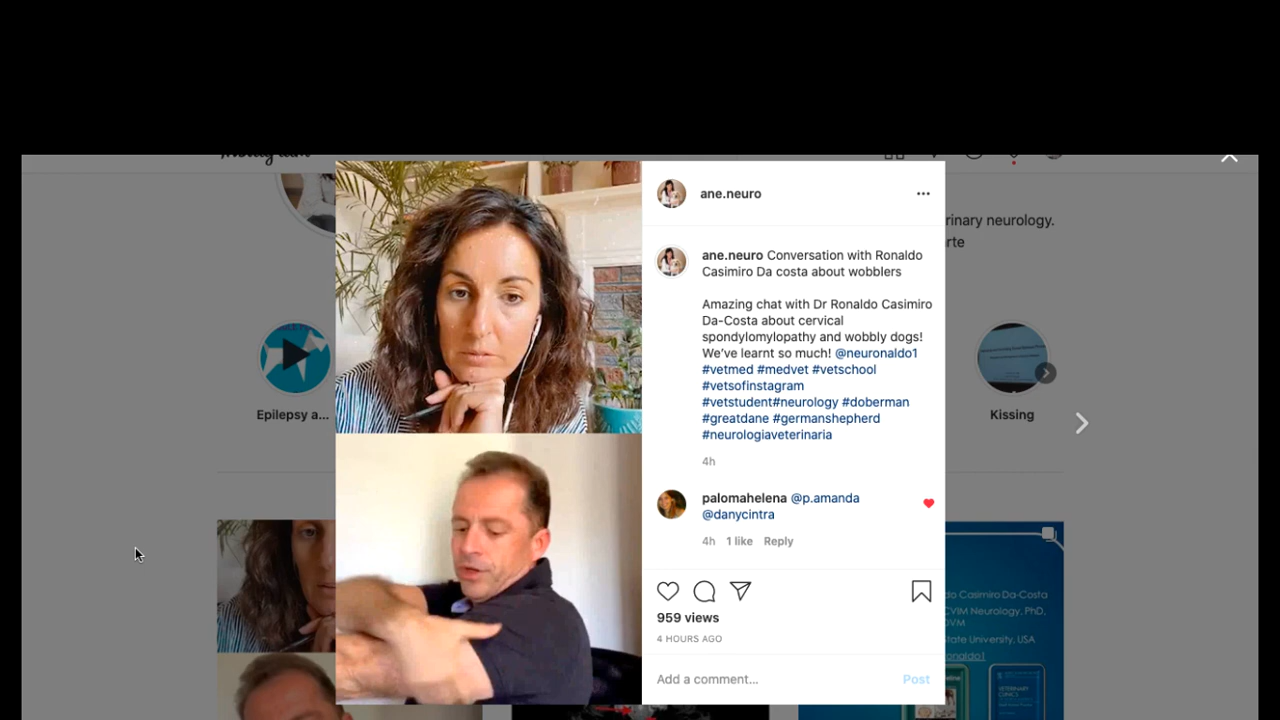 Instagram
rinary neurology.
rte
Epilepsy a...
Kissing
ane.neuro
ane.neuro Conversation with Ronaldo
Casimiro Da costa about wobblers
Amazing chat with Dr Ronaldo Casimiro
Da-Costa about cervical
spondylomylopathy and wobbly dogs!
We've learnt so much! @neuronaldo1
#vetmed #medvet #vetschool
#vetsofinstagram
#vetstudent#neurology #doberman
#greatdane #germanshepherd
#neurologiaveterinaria
4h
palomahelena @p.amanda
@danycintra
4h 1 like Reply
959 views
4 HOURS AGO
Add a comment... Post
do Casimiro Da-Costa
CVIM Neurology, PhD,
DVM
State University, USA
onaldo1